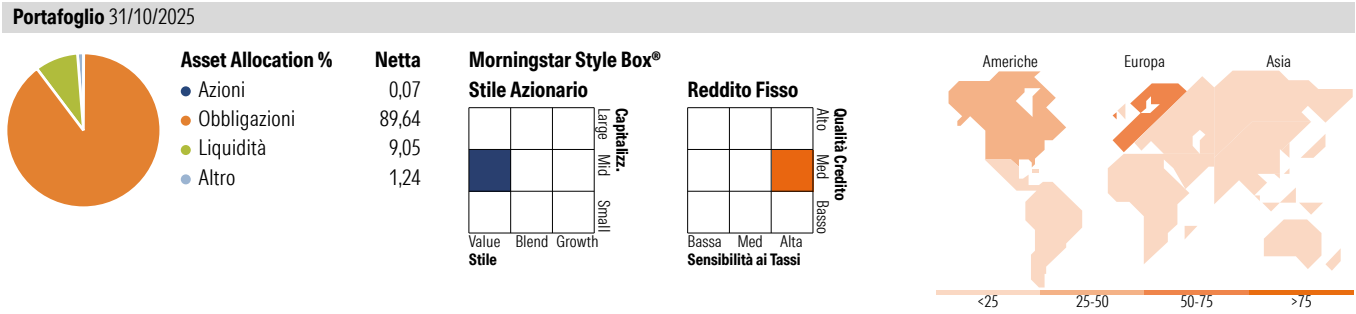 Portafoglio 31/10/2025
Asset Allocation % Netta
Azioni 0,07
Obbligazioni 89,64
Liquidità 9,05
Altro 1,24
Morningstar Style Box®
Stile Azionario
Large Mid Small
Capitalizz.
Value Blend Growth
Stile
Reddito Fisso
Alto Med Basso
Qualità Credito
Bassa Med Alta
Sensibilità ai Tassi
Americhe Europa Asia
<25 25-50 50-75 >75